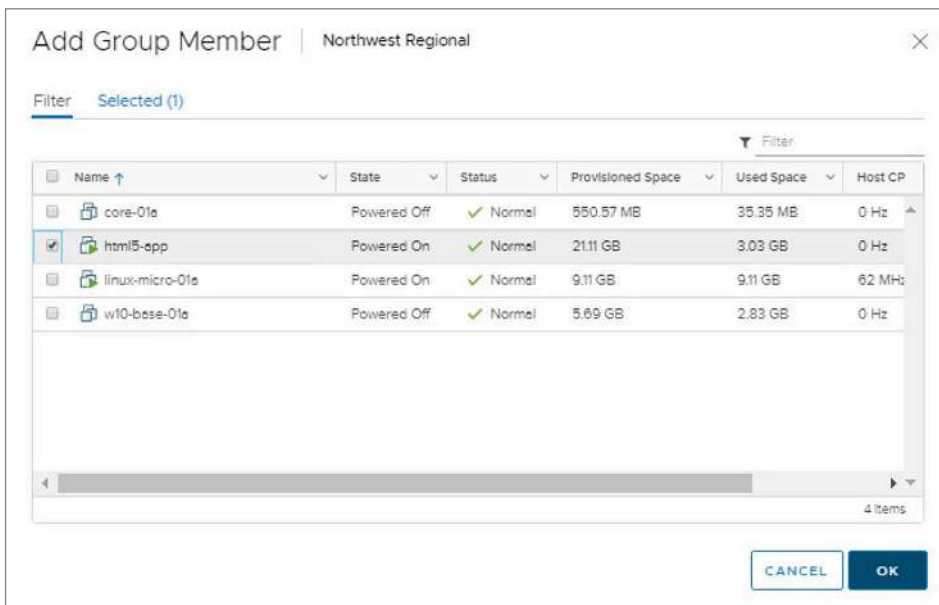 Add Group Member | Northwest Regional
Filter Selected (1)
Filter
Name State Status Provisioned Space Used Space Host CP
core-01a Powered Off Normal 550.57 MB 35.35 MB 0 Hz
html5-app Powered On Normal 21.11 GB 3.03 GB 0 Hz
linux-micro-01a Powered On Normal 9.11 GB 9.11 GB 62 MHz
w10-base-01a Powered Off Normal 5.69 GB 2.83 GB 0 Hz
4 items
CANCEL OK